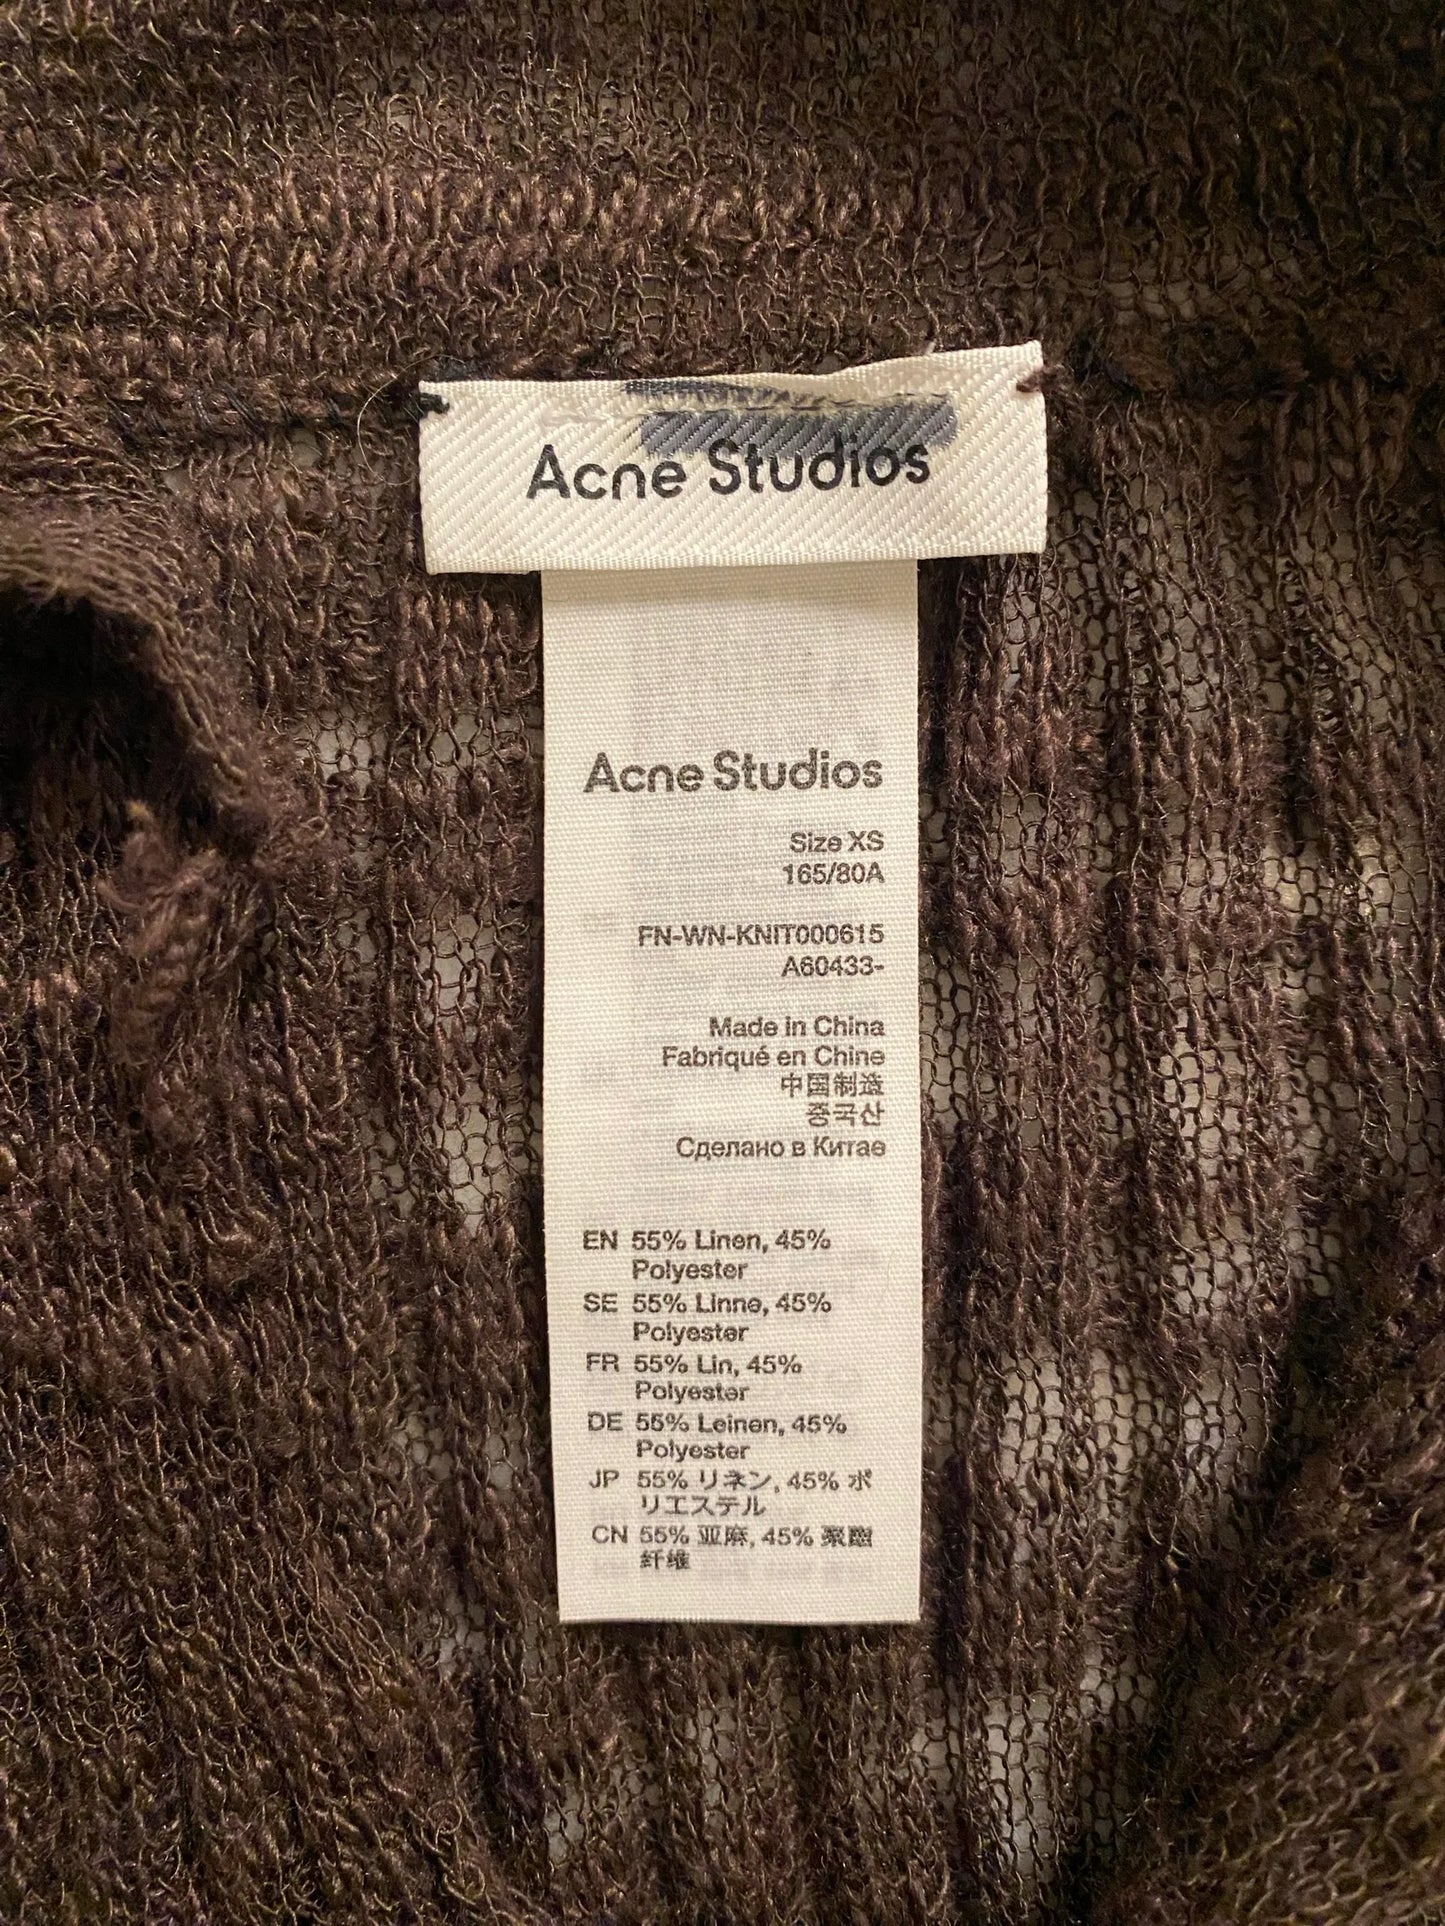 Acne Studios
Acne Studios
Size XS
165/80A
FN-WN-KNIT000615
A60433-
Made in China
Fabriqué en Chine
中国制造
중국산
Сделано в Китае
EN 55% Linen, 45%
Polyester
SE 55% Linne, 45%
Polyester
FR 55% Lin, 45%
Polyester
DE 55% Leinen, 45%
Polyester
JP 55% リネン, 45% ポ
リエステル
CN 55% 亚麻, 45% 聚酯
纤维